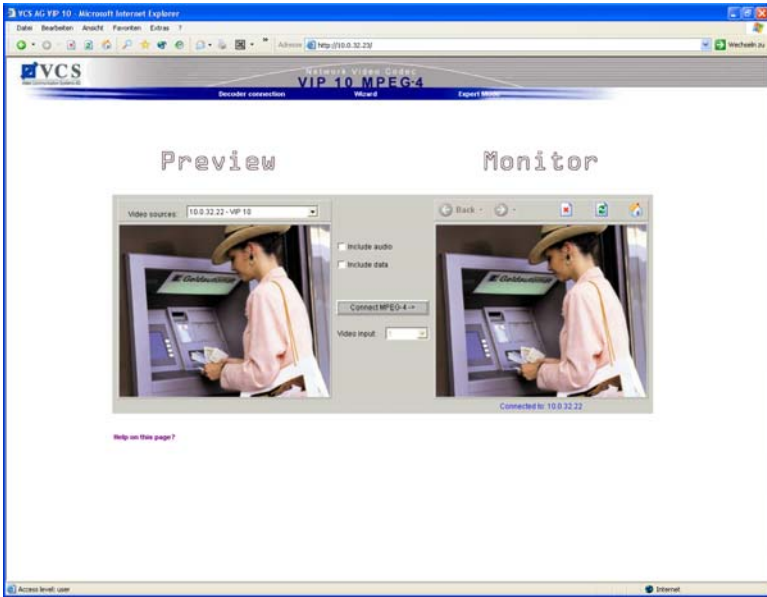 VCS AG VIP 10 - Microsoft Internet Explorer
Datei Bearbeiten Ansicht Favoriten Extras ?
Adresse http://10.0.32.23/ Wechseln zu
VCS
Network Video Codec
VIP 10 MPEG-4
Decoder connection Wizard Expert Mode
Preview Monitor
Video sources: 10.0.32.22 - VIP 10
Back
Include audio
Include data
Geldautomat
Connect MPEG-4 ->
Video input: 1
Connected to: 10.0.32.22
Help on this page?
Access level: user Internet